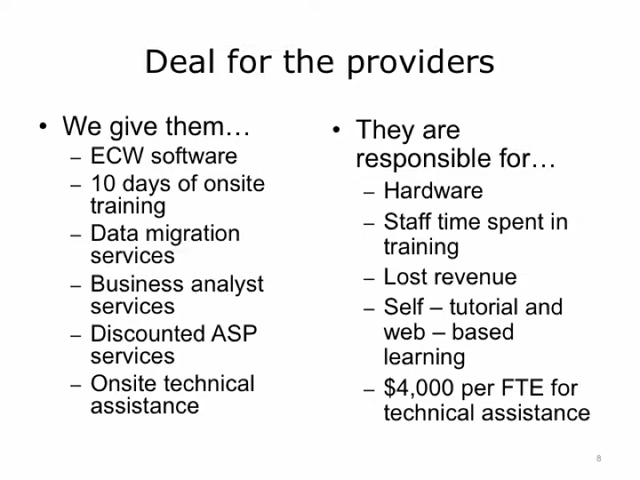 Deal for the providers
• We give them…
– ECW software
– 10 days of onsite
training
– Data migration
services
– Business analyst
services
– Discounted ASP
services
– Onsite technical
assistance
• They are
responsible for…
– Hardware
– Staff time spent in
training
– Lost revenue
– Self – tutorial and
web – based
learning
– $4,000 per FTE for
technical assistance
8